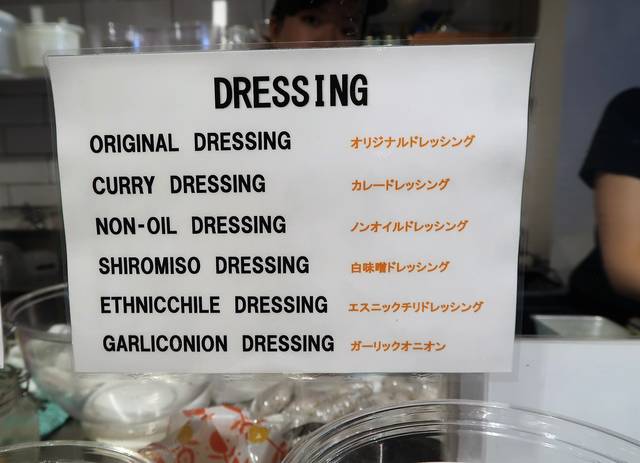 DRESSING
ORIGINAL DRESSING オリジナルドレッシング
CURRY DRESSING カレードレッシング
NON-OIL DRESSING ノンオイルドレッシング
SHIROMISO DRESSING 白味噌ドレッシング
ETHNICCHILE DRESSING エスニックチリドレッシング
GARLICONION DRESSING ガーリックオニオン